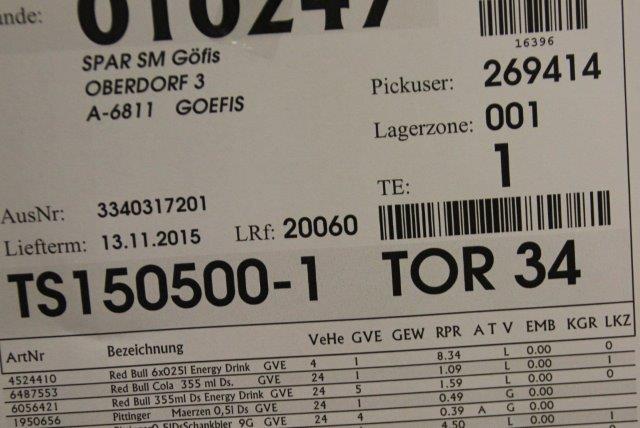 unde: 010247
16396
SPAR SM Göfis
OBERDORF 3
A-6811 GOEFIS
Pickuser: 269414
Lagerzone: 001
TE: 1
AusNr: 3340317201
Liefterm: 13.11.2015 LRf: 20060
TS150500-1 TOR 34
ArtNr Bezeichnung VeHe GVE GEW RPR A T V EMB KGR LKZ
4524410 Red Bull 6x025l Energy Drink GVE 4 1 8.34 L 0.00 0
6487553 Red Bull Cola 355 ml Ds. GVE 24 1 1.09 L 0.00 1
6056421 Red Bull 355ml Ds Energy Drink GVE 24 5 1.59 L 0.00 0
1950656 Pittinger Maerzen 0,5l Ds GVE 24 1 0.49 G 0.00
GVE 24 4 0.39 A G 0.00
4.50 L 0.00 1